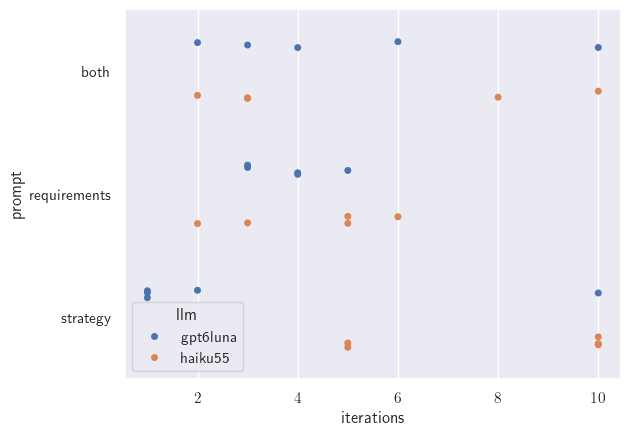 both
requirements
strategy
prompt
llm
gpt6luna
haiku55
2 4 6 8 10
iterations